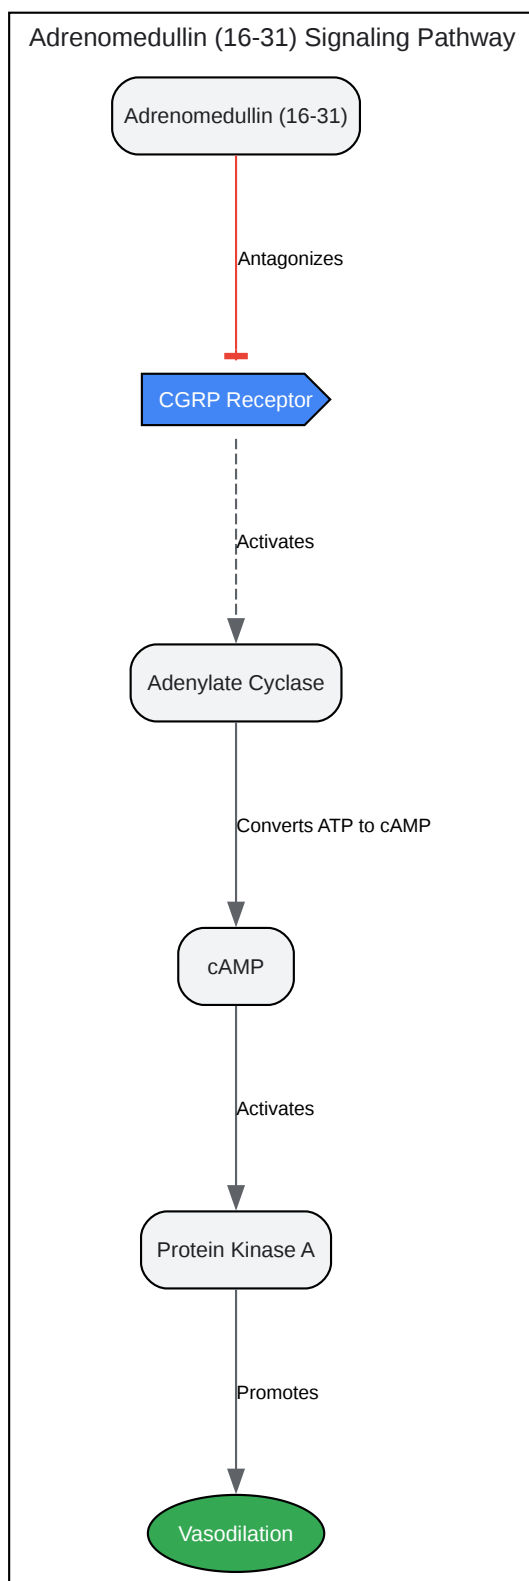 Adrenomedullin (16-31) Signaling Pathway
Adrenomedullin (16-31)
Antagonizes
CGRP Receptor
Activates
Adenylate Cyclase
Converts ATP to cAMP
cAMP
Activates
Protein Kinase A
Promotes
Vasodilation